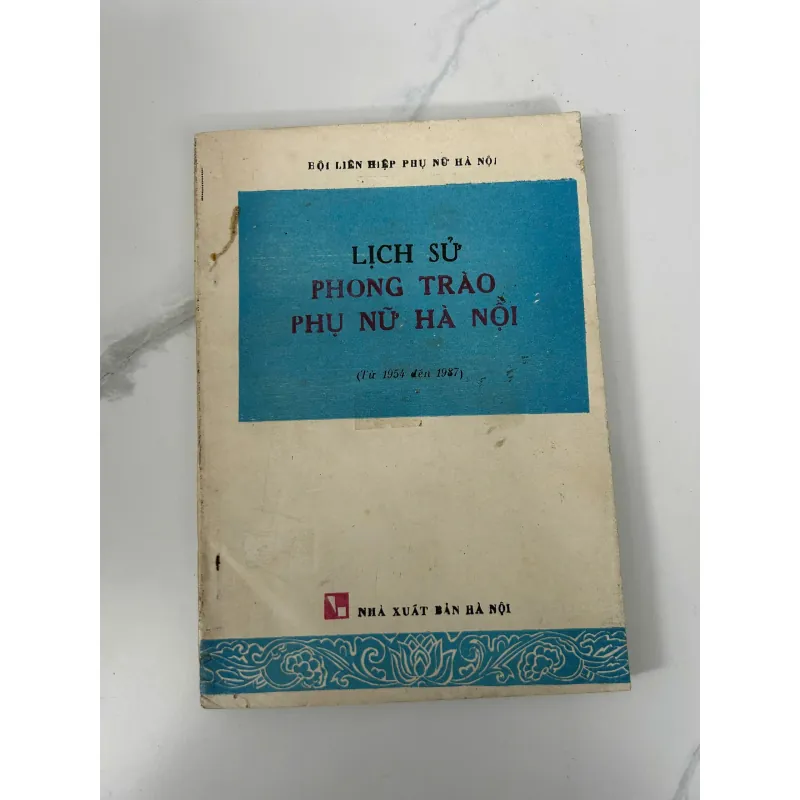 HỘI LIÊN HIỆP PHỤ NỮ HÀ NỘI
LỊCH SỬ
PHONG TRÀO
PHỤ NỮ HÀ NỘI
(Từ 1954 đến 1987)
NHÀ XUẤT BẢN HÀ NỘI